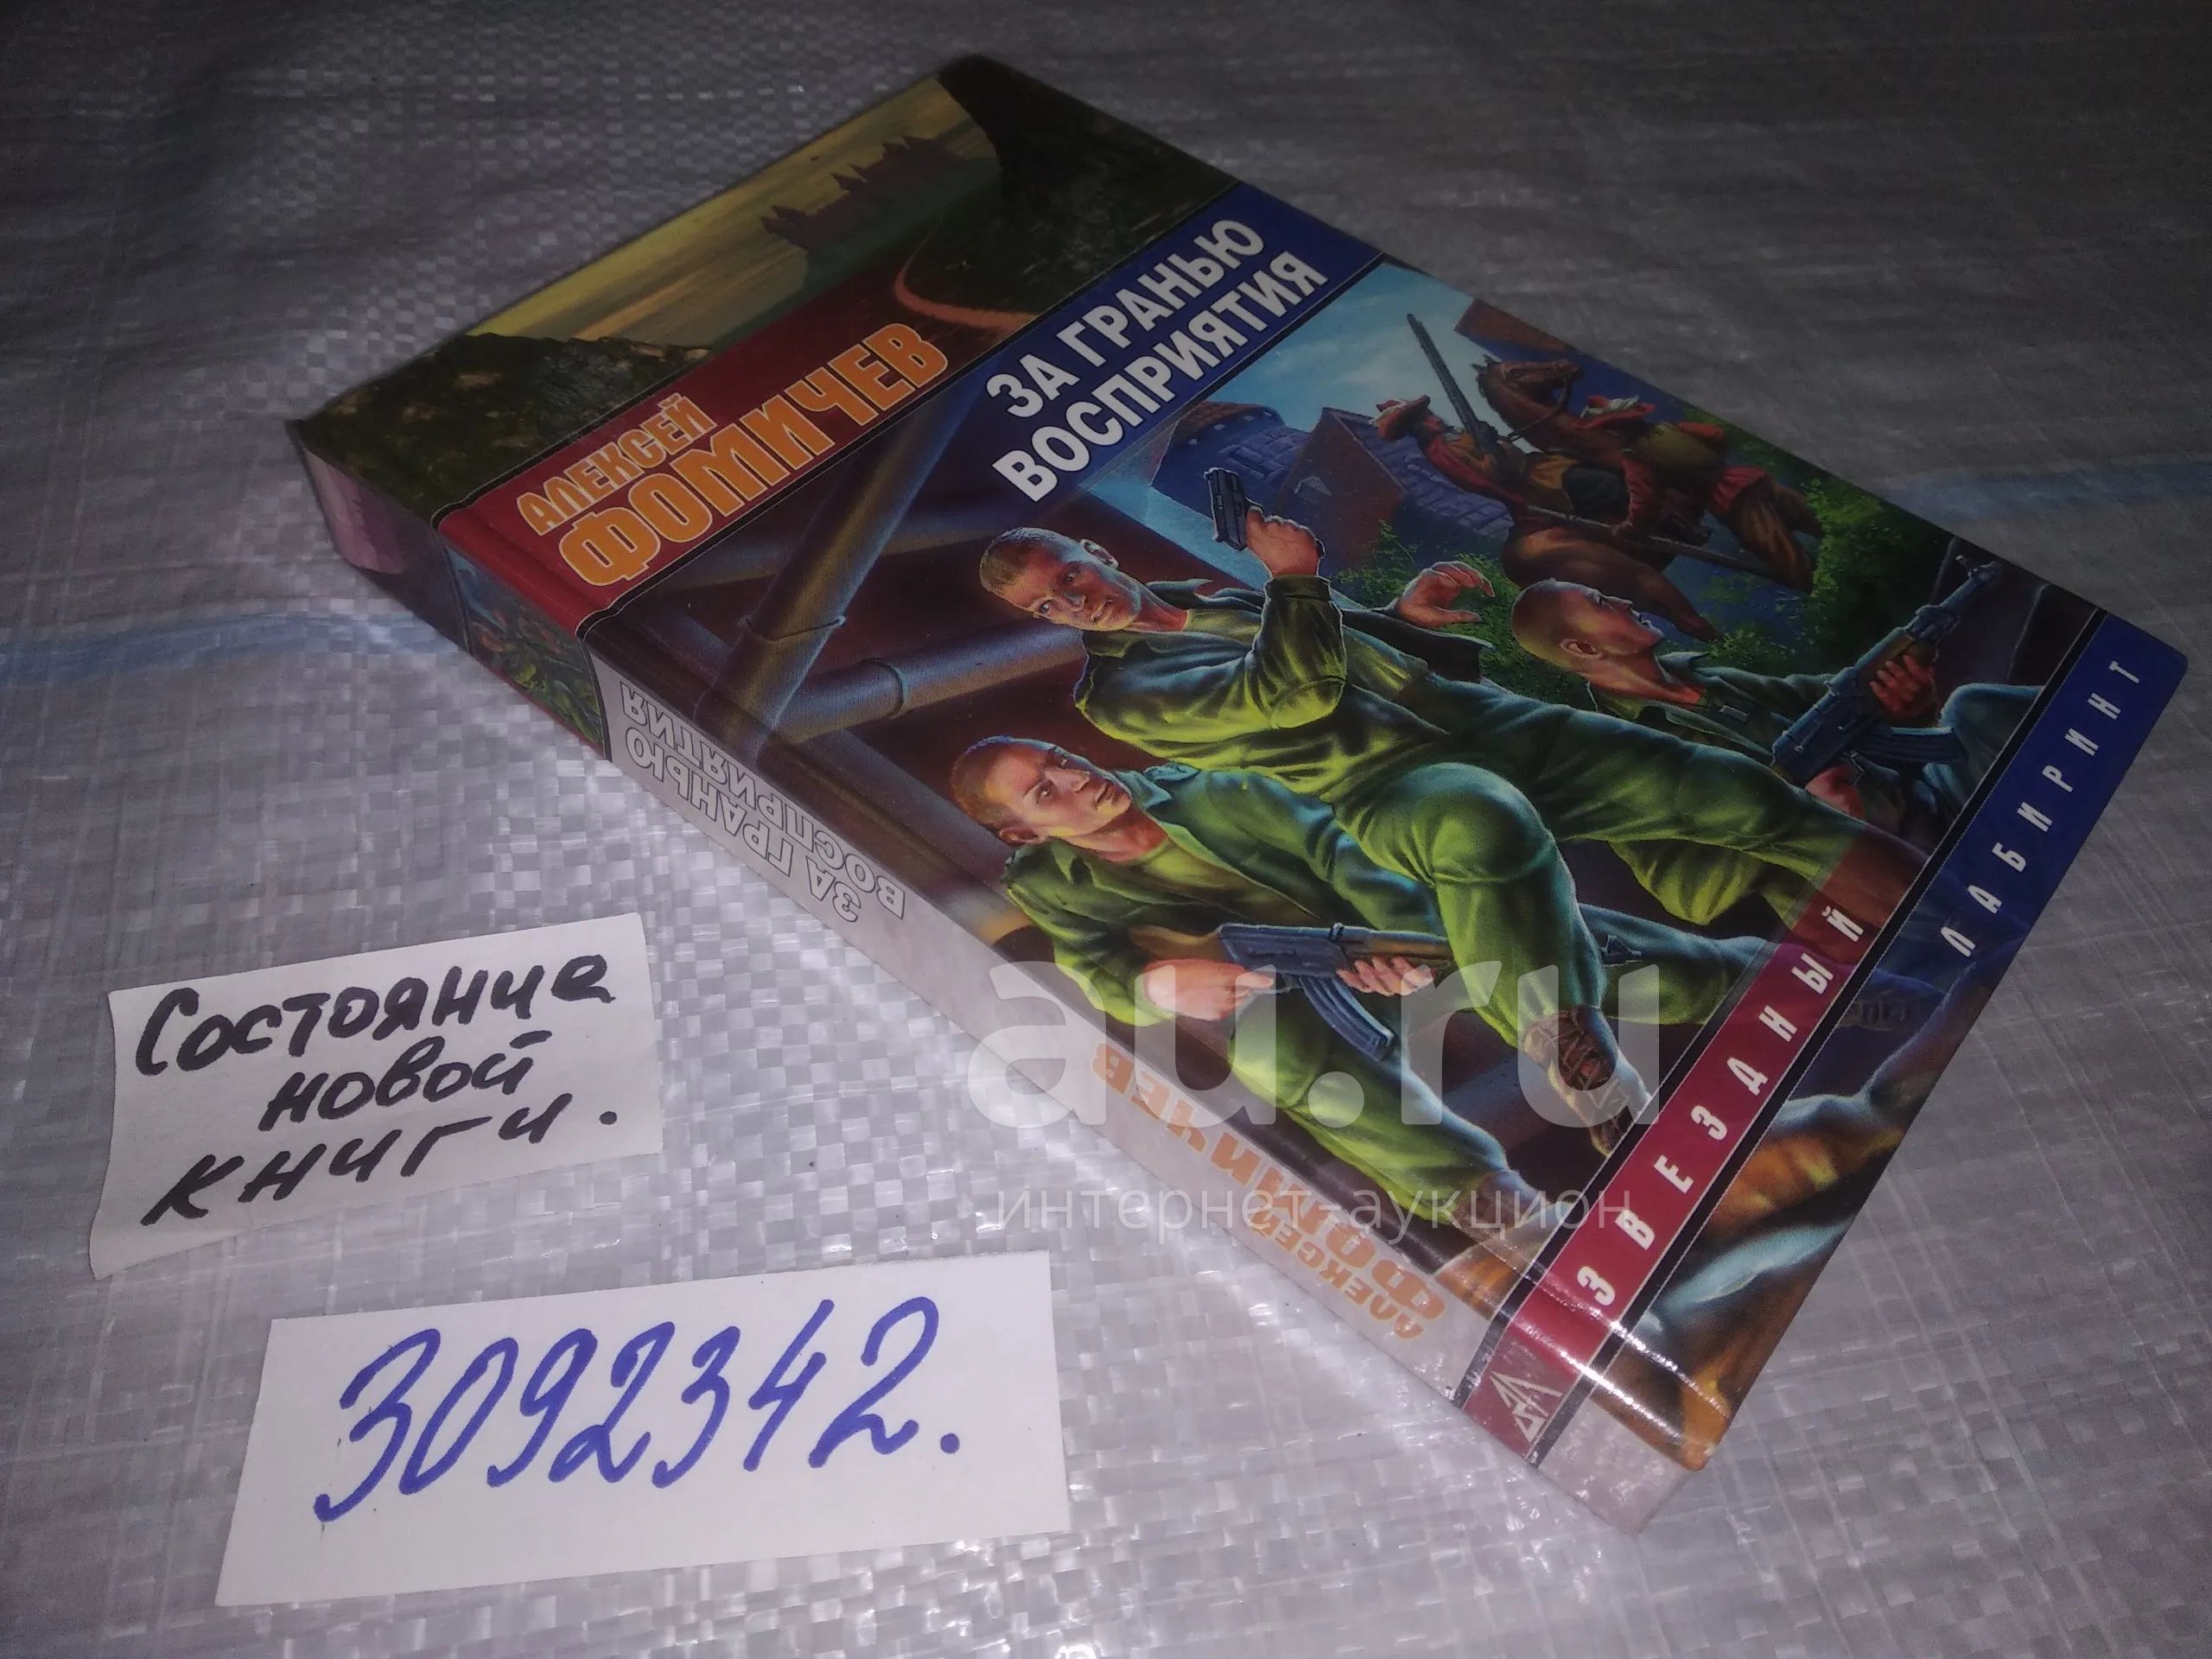 АЛЕКСЕЙ
ФОМИЧЕВ
ЗА ГРАНЬЮ
ВОСПРИЯТИЯ
ЗВЕЗДНЫЙ
ЛАБИРИНТ
ЗА ГРАНЬЮ
ВОСПРИЯТИЯ
АЛЕКСЕЙ
ФОМИЧЕВ
Состояние
новой
книги.
3092342.
au.ru
интернет-аукцион